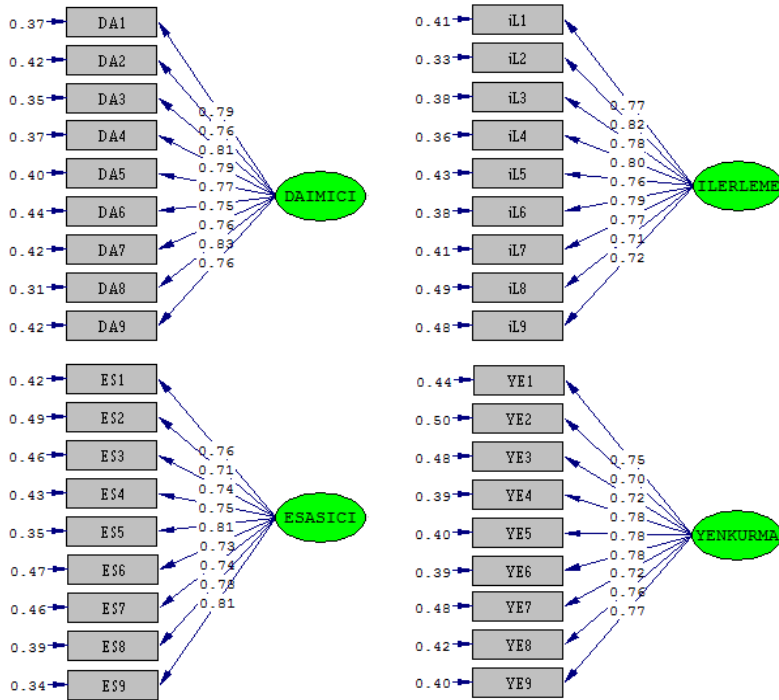 0.37 DA1
0.42 DA2
0.35 DA3
0.37 DA4
0.40 DA5
0.44 DA6
0.42 DA7
0.31 DA8
0.42 DA9
0.79
0.76
0.81
0.79
0.77
0.75
0.76
0.83
0.76
DAIMICI
0.41 iL1
0.33 iL2
0.38 iL3
0.36 iL4
0.43 iL5
0.38 iL6
0.41 iL7
0.49 iL8
0.48 iL9
0.77
0.82
0.78
0.80
0.76
0.79
0.77
0.71
0.72
ILERLEME
0.42 ES1
0.49 ES2
0.46 ES3
0.43 ES4
0.35 ES5
0.47 ES6
0.46 ES7
0.39 ES8
0.34 ES9
0.76
0.71
0.74
0.75
0.81
0.73
0.74
0.78
0.81
ESASICI
0.44 YE1
0.50 YE2
0.48 YE3
0.39 YE4
0.40 YE5
0.39 YE6
0.48 YE7
0.42 YE8
0.40 YE9
0.75
0.70
0.72
0.78
0.78
0.78
0.72
0.76
0.77
YENKURMA